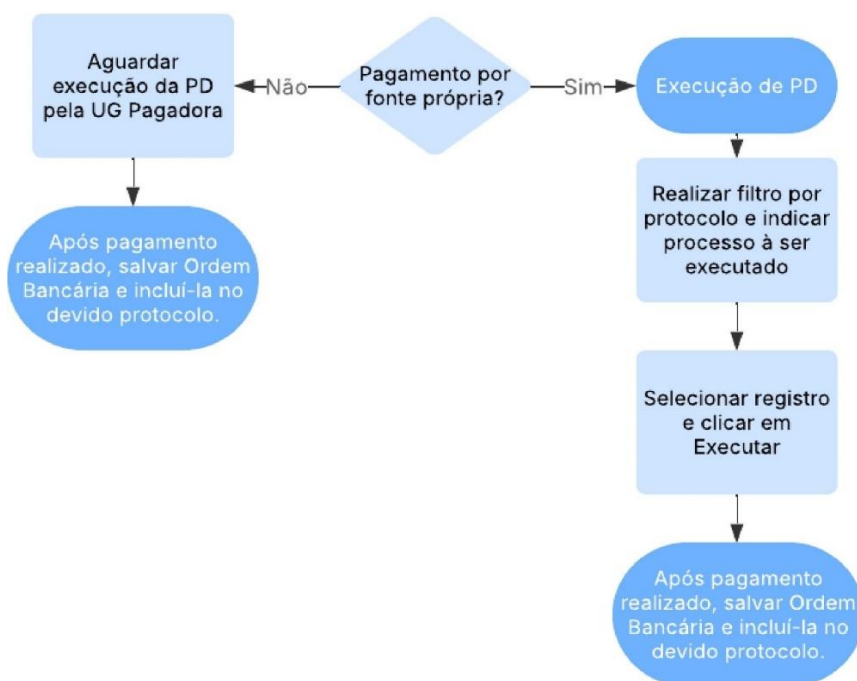 Aguardar
execução da PD
pela UG Pagadora
Não
Pagamento por
fonte própria?
Sim
Execução de PD
Após pagamento
realizado, salvar Ordem
Bancária e incluí-la no
devido protocolo.
Realizar filtro por
protocolo e indicar
processo à ser
executado
Selecionar registro
e clicar em
Executar
Após pagamento
realizado, salvar Ordem
Bancária e incluí-la no
devido protocolo.